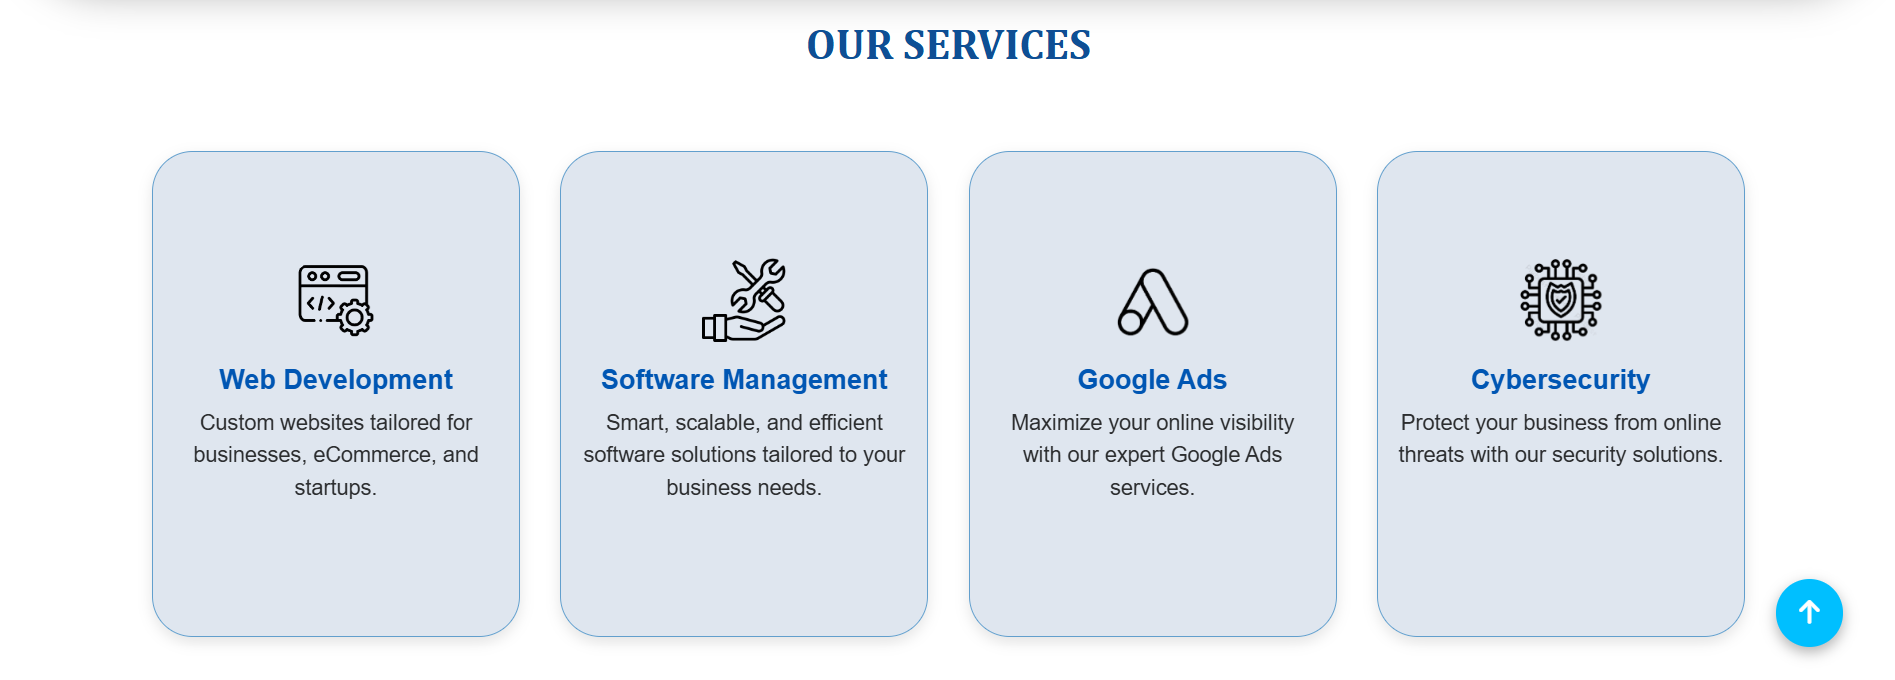 OUR SERVICES
Web Development
Custom websites tailored for
businesses, eCommerce, and
startups.
Software Management
Smart, scalable, and efficient
software solutions tailored to your
business needs.
Google Ads
Maximize your online visibility
with our expert Google Ads
services.
Cybersecurity
Protect your business from online
threats with our security solutions.